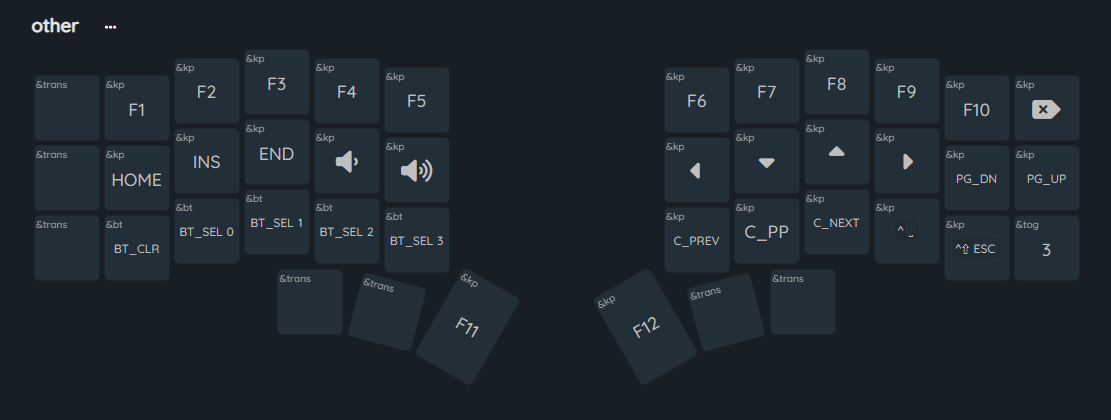 other ...
&trans &kp F1 &kp F2 &kp F3 &kp F4 &kp F5 &kp F6 &kp F7 &kp F8 &kp F9 &kp F10 &kp
&trans &kp HOME &kp INS &kp END &kp &kp &kp &kp &kp &kp &kp PG_DN &kp PG_UP
&trans &bt BT_CLR &bt BT_SEL 0 &bt BT_SEL 1 &bt BT_SEL 2 &bt BT_SEL 3 &kp C_PREV &kp C_PP &kp C_NEXT &kp ^ ⎵ &kp ^⇧ ESC &tog 3
&trans &trans &kp F11 &kp F12 &trans &trans